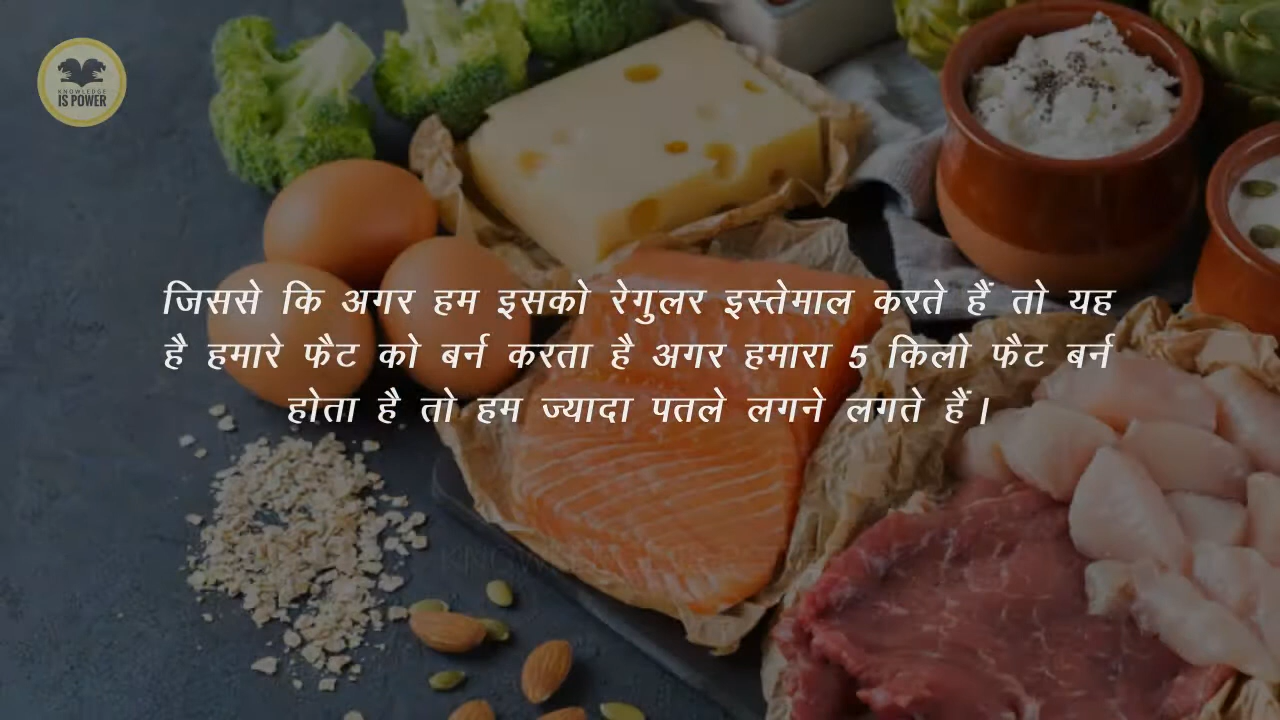 KNOWLEDGE
IS POWER
जिससे कि अगर हम इसको रेगुलर इस्तेमाल करते हैं तो यह
है हमारे फैट को बर्न करता है अगर हमारा 5 किलो फैट बर्न
होता है तो हम ज्यादा पतले लगने लगते हैं।